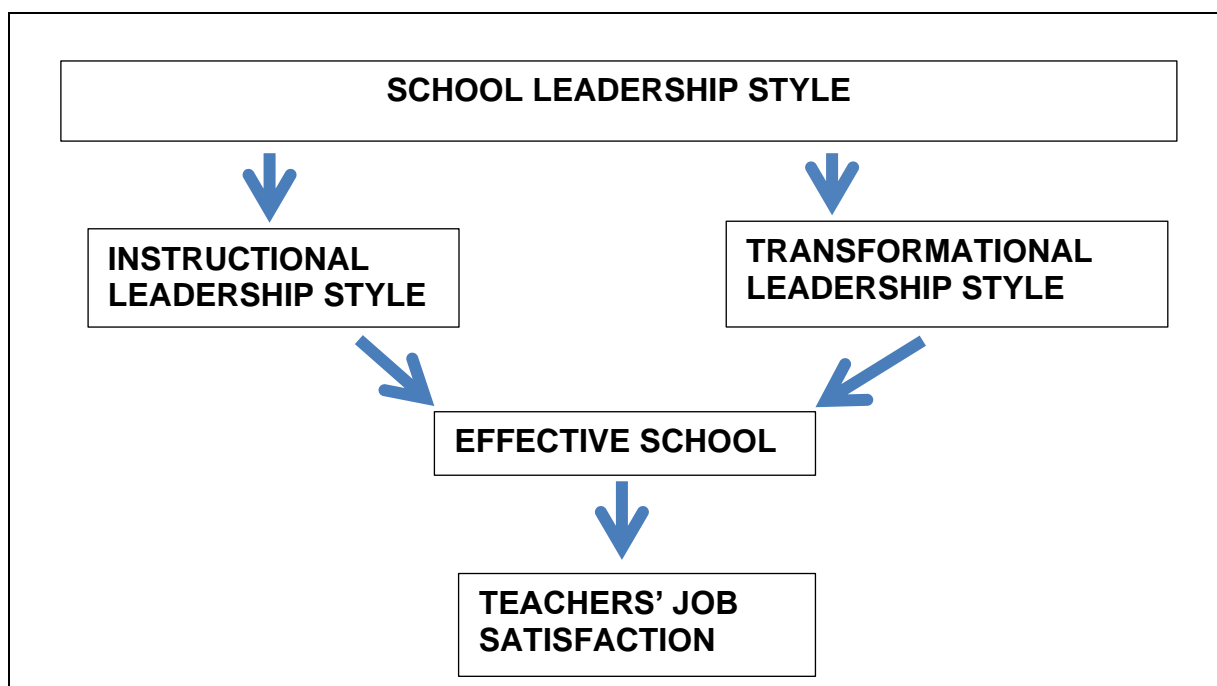 SCHOOL LEADERSHIP STYLE
INSTRUCTIONAL
LEADERSHIP STYLE
TRANSFORMATIONAL
LEADERSHIP STYLE
EFFECTIVE SCHOOL
TEACHERS’ JOB
SATISFACTION